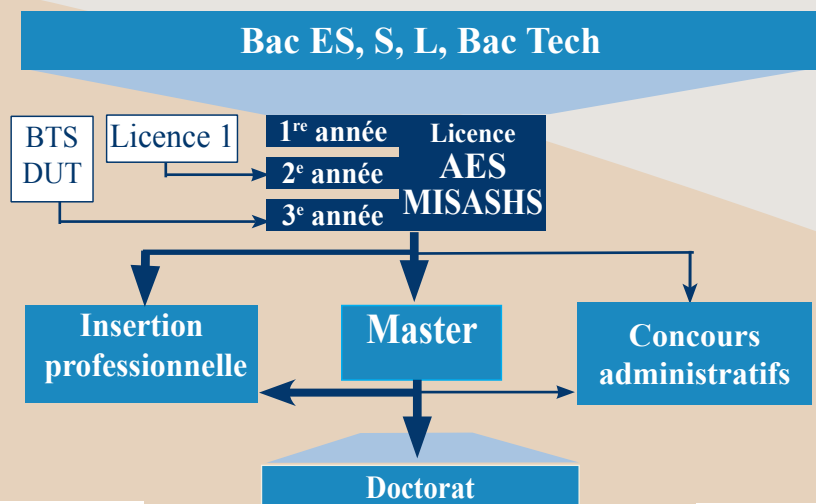 Bac ES, S, L, Bac Tech
BTS
DUT
Licence 1
1re année
2e année
3e année
Licence
AES
MISASHS
Insertion
professionnelle
Master
Concours
administratifs
Doctorat